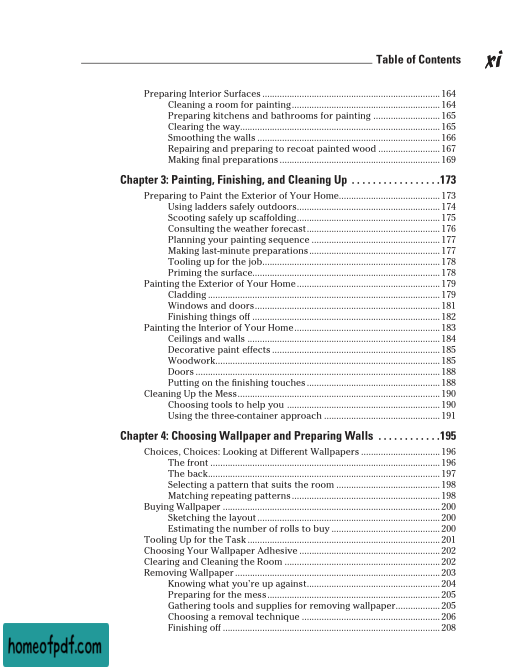 Table of Contents xi
Preparing Interior Surfaces ..... 164
Cleaning a room for painting ..... 164
Preparing kitchens and bathrooms for painting ..... 165
Clearing the way ..... 165
Smoothing the walls ..... 166
Repairing and preparing to recoat painted wood ..... 167
Making final preparations ..... 169
Chapter 3: Painting, Finishing, and Cleaning Up ..... 173
Preparing to Paint the Exterior of Your Home ..... 173
Using ladders safely outdoors ..... 174
Scooting safely up scaffolding ..... 175
Consulting the weather forecast ..... 176
Planning your painting sequence ..... 177
Making last-minute preparations ..... 177
Tooling up for the job ..... 178
Priming the surface ..... 178
Painting the Exterior of Your Home ..... 179
Cladding ..... 179
Windows and doors ..... 181
Finishing things off ..... 182
Painting the Interior of Your Home ..... 183
Ceilings and walls ..... 184
Decorative paint effects ..... 185
Woodwork ..... 185
Doors ..... 188
Putting on the finishing touches ..... 188
Cleaning Up the Mess ..... 190
Choosing tools to help you ..... 190
Using the three-container approach ..... 191
Chapter 4: Choosing Wallpaper and Preparing Walls ..... 195
Choices, Choices: Looking at Different Wallpapers ..... 196
The front ..... 196
The back ..... 197
Selecting a pattern that suits the room ..... 198
Matching repeating patterns ..... 198
Buying Wallpaper ..... 200
Sketching the layout ..... 200
Estimating the number of rolls to buy ..... 200
Tooling Up for the Task ..... 201
Choosing Your Wallpaper Adhesive ..... 202
Clearing and Cleaning the Room ..... 202
Removing Wallpaper ..... 203
Knowing what you're up against ..... 204
Preparing for the mess ..... 205
Gathering tools and supplies for removing wallpaper ..... 205
Choosing a removal technique ..... 206
Finishing off ..... 208
homeofpdf.com